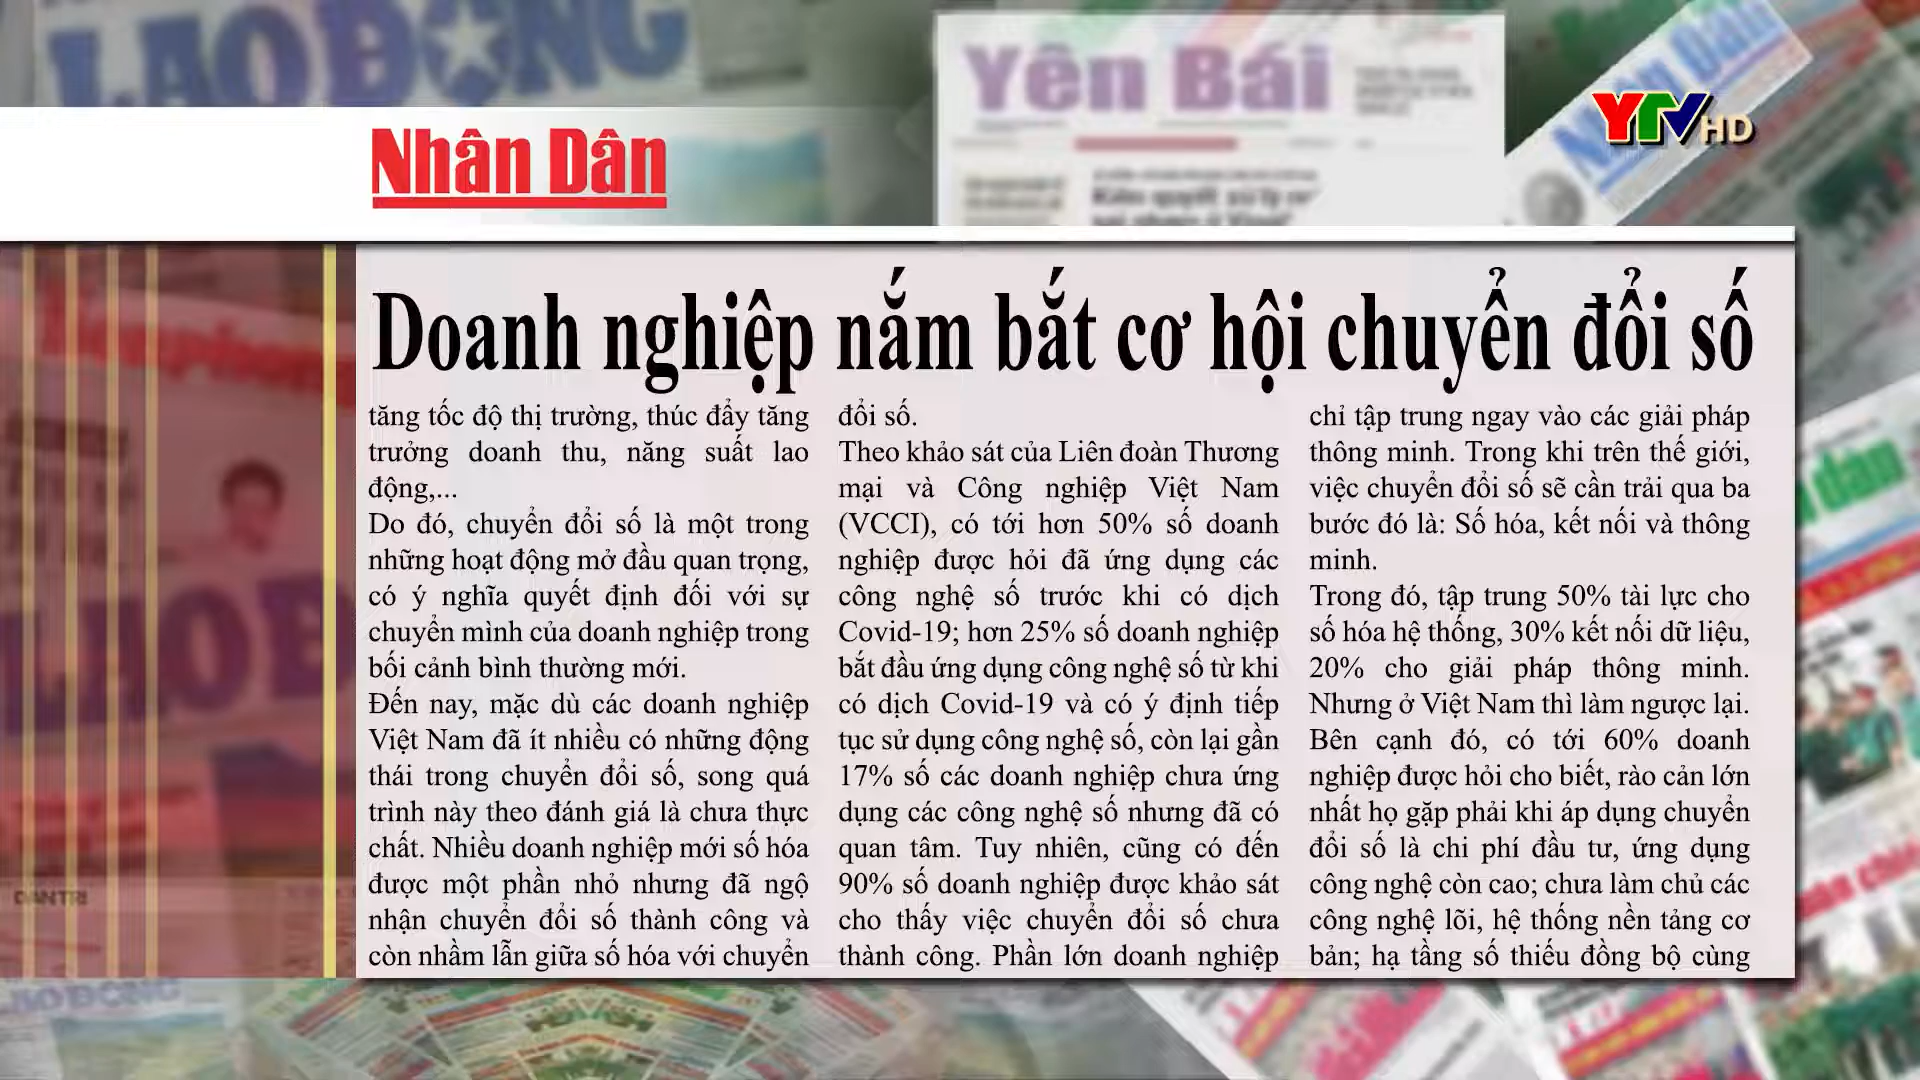 LAO ĐỘNG
Yên Bái
Nhân Dân
YTV HD
Nhân Dân
Doanh nghiệp nắm bắt cơ hội chuyển đổi số
tăng tốc độ thị trường, thúc đẩy tăng
trưởng doanh thu, năng suất lao
động,...
Do đó, chuyển đổi số là một trong
những hoạt động mở đầu quan trọng,
có ý nghĩa quyết định đối với sự
chuyển mình của doanh nghiệp trong
bối cảnh bình thường mới.
Đến nay, mặc dù các doanh nghiệp
Việt Nam đã ít nhiều có những động
thái trong chuyển đổi số, song quá
trình này theo đánh giá là chưa thực
chất. Nhiều doanh nghiệp mới số hóa
được một phần nhỏ nhưng đã ngộ
nhận chuyển đổi số thành công và
còn nhầm lẫn giữa số hóa với chuyển
đổi số.
Theo khảo sát của Liên đoàn Thương
mại và Công nghiệp Việt Nam
(VCCI), có tới hơn 50% số doanh
nghiệp được hỏi đã ứng dụng các
công nghệ số trước khi có dịch
Covid-19; hơn 25% số doanh nghiệp
bắt đầu ứng dụng công nghệ số từ khi
có dịch Covid-19 và có ý định tiếp
tục sử dụng công nghệ số, còn lại gần
17% số các doanh nghiệp chưa ứng
dụng các công nghệ số nhưng đã có
quan tâm. Tuy nhiên, cũng có đến
90% số doanh nghiệp được khảo sát
cho thấy việc chuyển đổi số chưa
thành công. Phần lớn doanh nghiệp
chỉ tập trung ngay vào các giải pháp
thông minh. Trong khi trên thế giới,
việc chuyển đổi số sẽ cần trải qua ba
bước đó là: Số hóa, kết nối và thông
minh.
Trong đó, tập trung 50% tài lực cho
số hóa hệ thống, 30% kết nối dữ liệu,
20% cho giải pháp thông minh.
Nhưng ở Việt Nam thì làm ngược lại.
Bên cạnh đó, có tới 60% doanh
nghiệp được hỏi cho biết, rào cản lớn
nhất họ gặp phải khi áp dụng chuyển
đổi số là chi phí đầu tư, ứng dụng
công nghệ còn cao; chưa làm chủ các
công nghệ lõi, hệ thống nền tảng cơ
bản; hạ tầng số thiếu đồng bộ cùng
LAO Đ
DANTRI
LAO ĐỘNG